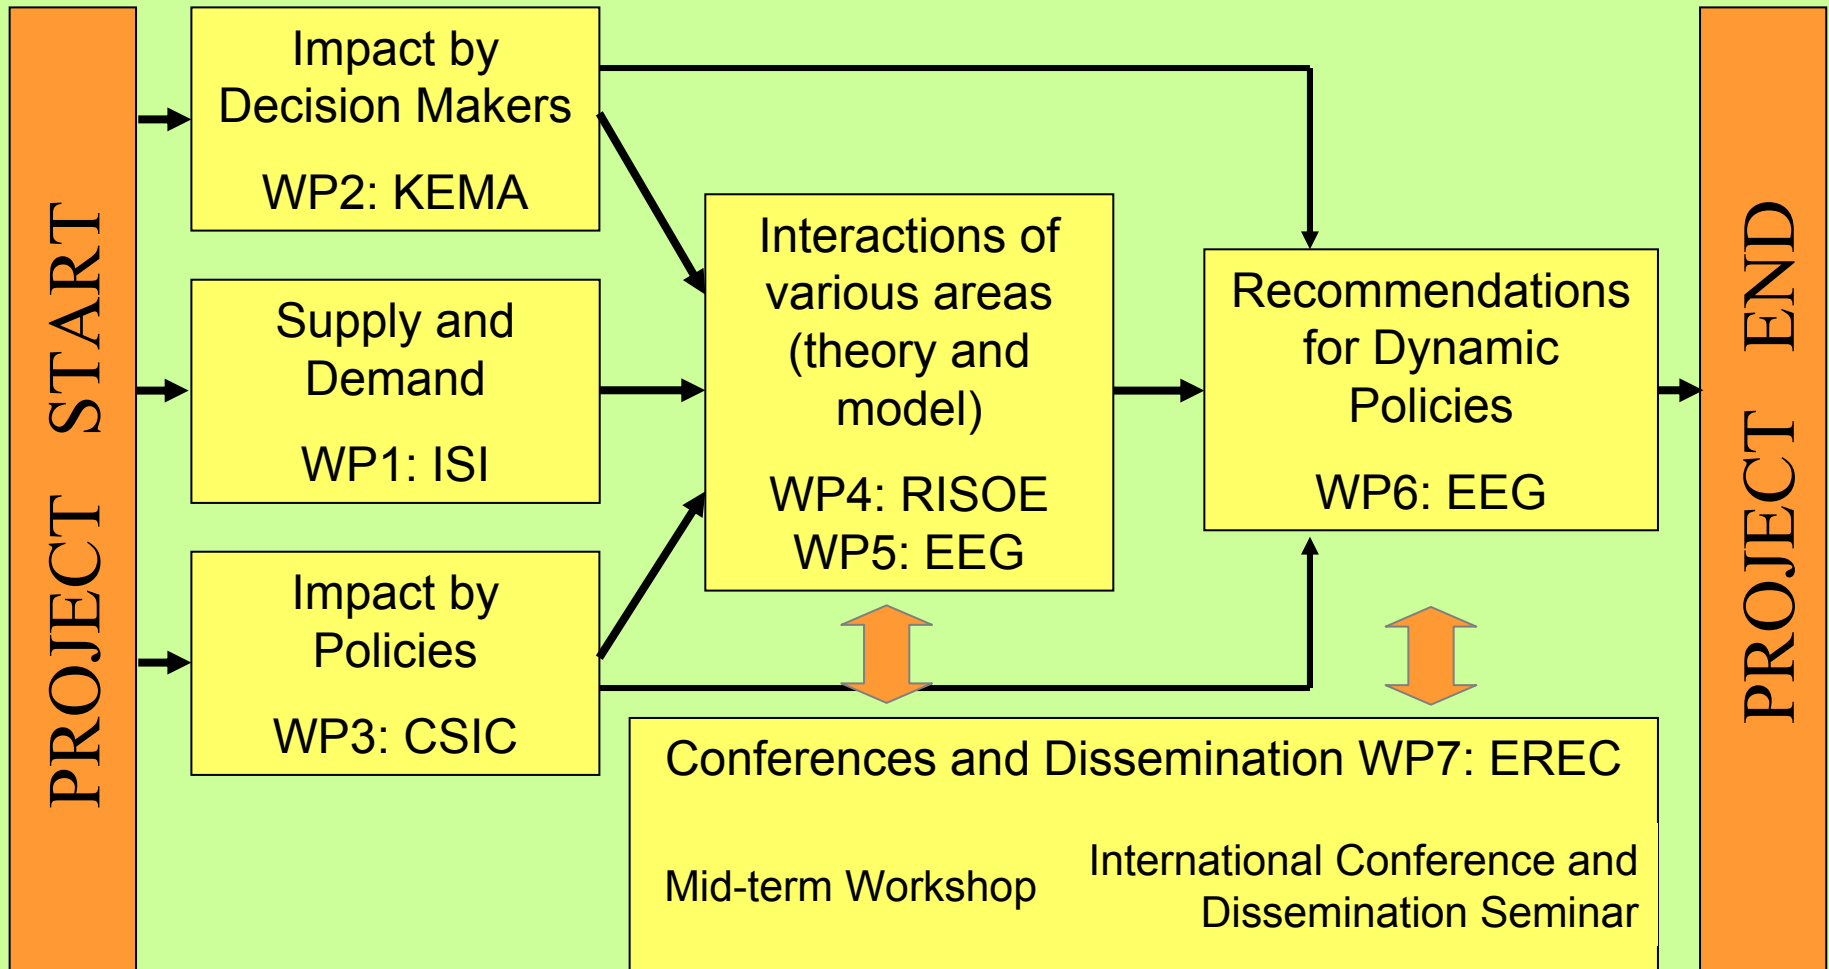 PROJECT START
Impact by
Decision Makers
WP2: KEMA
Supply and
Demand
WP1: ISI
Impact by
Policies
WP3: CSIC
Interactions of
various areas
(theory and
model)
WP4: RISOE
WP5: EEG
Recommendations
for Dynamic
Policies
WP6: EEG
Conferences and Dissemination WP7: EREC
Mid-term Workshop
International Conference and
Dissemination Seminar
PROJECT END